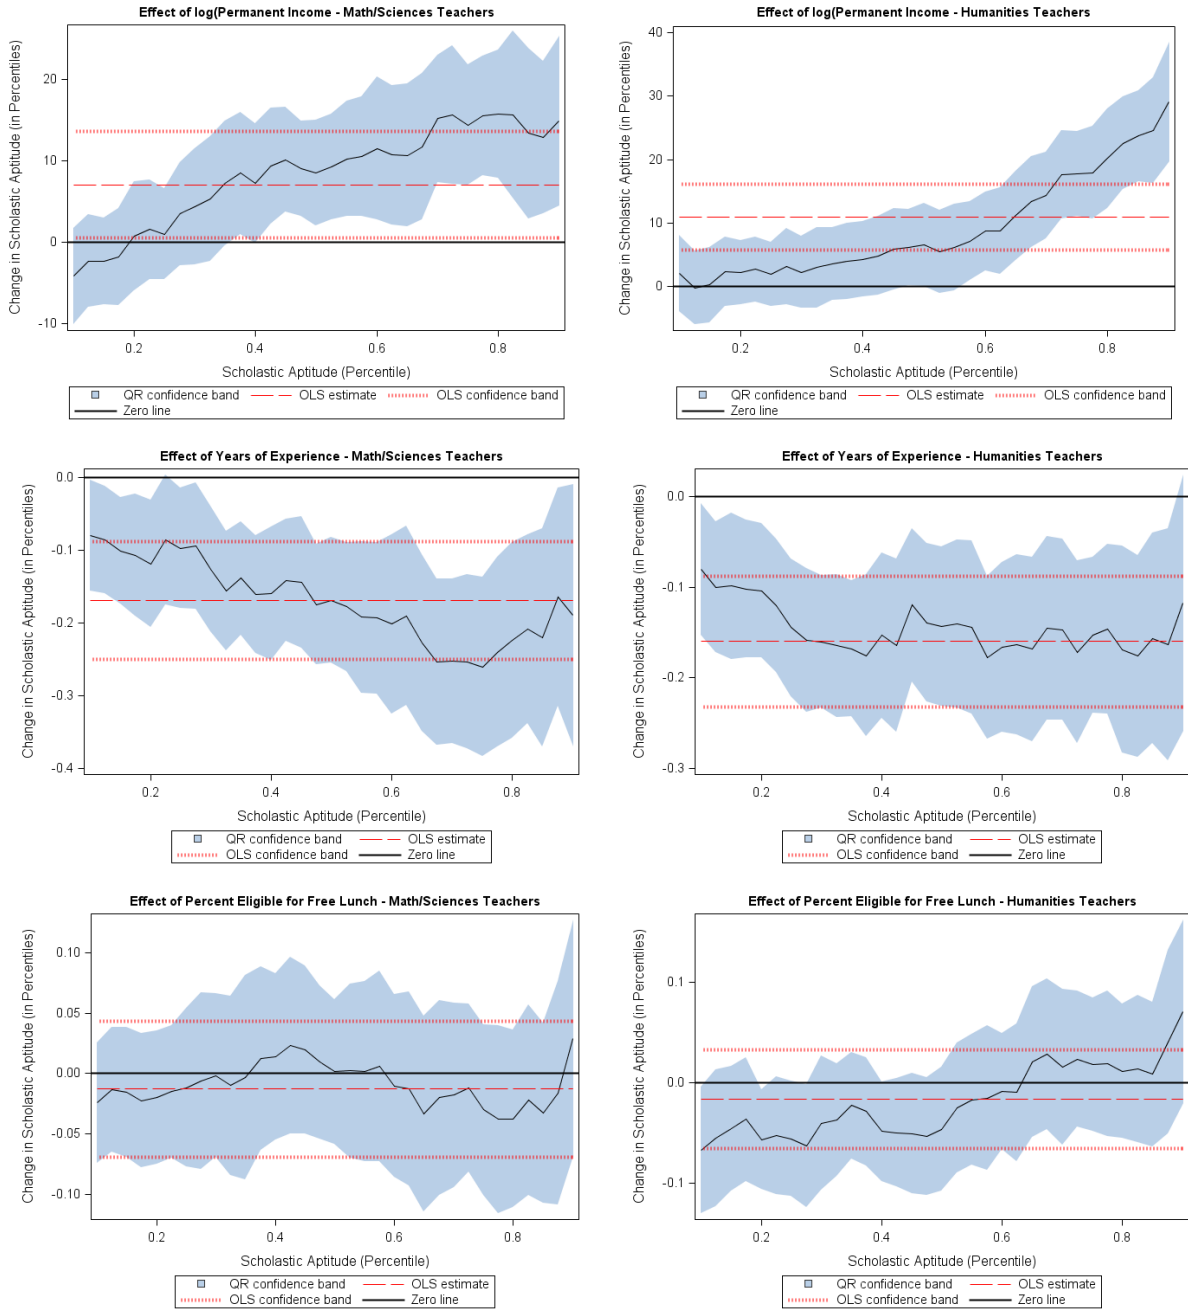 Effect of log(Permanent Income - Math/Sciences Teachers
Change in Scholastic Aptitude (in Percentiles)
20
10
0
-10
0.2 0.4 0.6 0.8
Scholastic Aptitude (Percentile)
QR confidence band OLS estimate OLS confidence band
Zero line
Effect of log(Permanent Income - Humanities Teachers
Change in Scholastic Aptitude (in Percentiles)
40
30
20
10
0
0.2 0.4 0.6 0.8
Scholastic Aptitude (Percentile)
QR confidence band OLS estimate OLS confidence band
Zero line
Effect of Years of Experience - Math/Sciences Teachers
Change in Scholastic Aptitude (in Percentiles)
0.0
-0.1
-0.2
-0.3
-0.4
0.2 0.4 0.6 0.8
Scholastic Aptitude (Percentile)
QR confidence band OLS estimate
OLS confidence band Zero line
Effect of Years of Experience - Humanities Teachers
Change in Scholastic Aptitude (in Percentiles)
0.0
-0.1
-0.2
-0.3
0.2 0.4 0.6 0.8
Scholastic Aptitude (Percentile)
QR confidence band OLS estimate
OLS confidence band Zero line
Effect of Percent Eligible for Free Lunch - Math/Sciences Teachers
Change in Scholastic Aptitude (in Percentiles)
0.10
0.05
0.00
-0.05
-0.10
0.2 0.4 0.6 0.8
Scholastic Aptitude (Percentile)
QR confidence band OLS estimate
OLS confidence band Zero line
Effect of Percent Eligible for Free Lunch - Humanities Teachers
Change in Scholastic Aptitude (in Percentiles)
0.1
0.0
-0.1
0.2 0.4 0.6 0.8
Scholastic Aptitude (Percentile)
QR confidence band OLS estimate
OLS confidence band Zero line